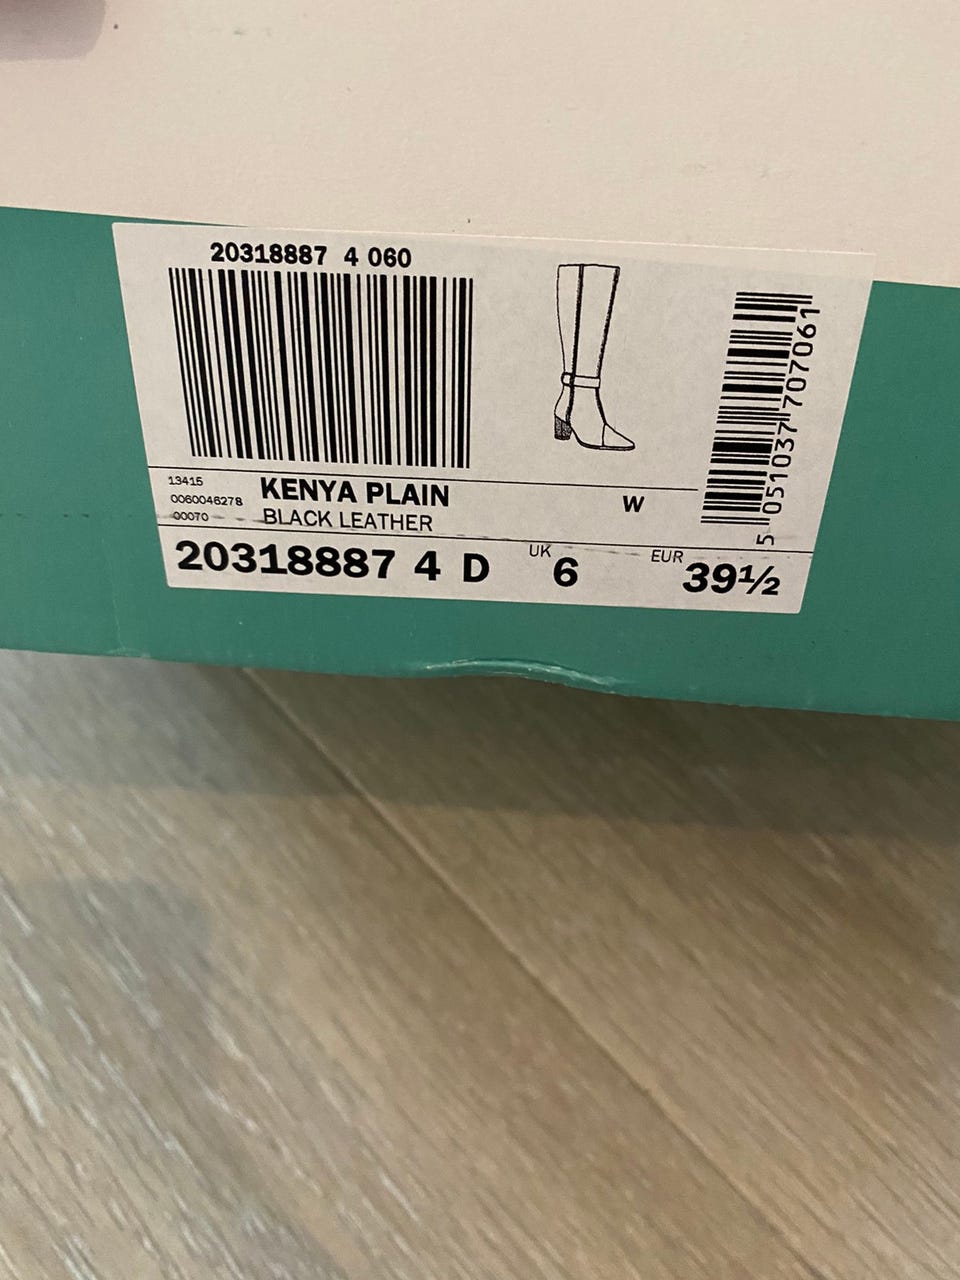 20318887 4 060
13415
0060046278
00070
KENYA PLAIN
BLACK LEATHER
W
20318887 4 D
UK
6
EUR
39½
5 051037 707061